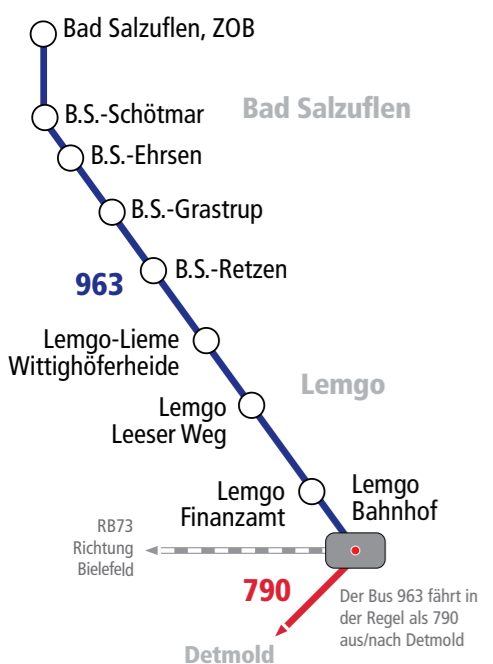 Bad Salzuflen, ZOB
B.S.-Schötmar
Bad Salzuflen
B.S.-Ehrsen
B.S.-Grastrup
B.S.-Retzen
963
Lemgo-Lieme
Wittighöferheide
Lemgo
Lemgo
Leeser Weg
Lemgo
Finanzamt
Lemgo
Bahnhof
RB73
Richtung
Bielefeld
790
Der Bus 963 fährt in
der Regel als 790
aus/nach Detmold
Detmold